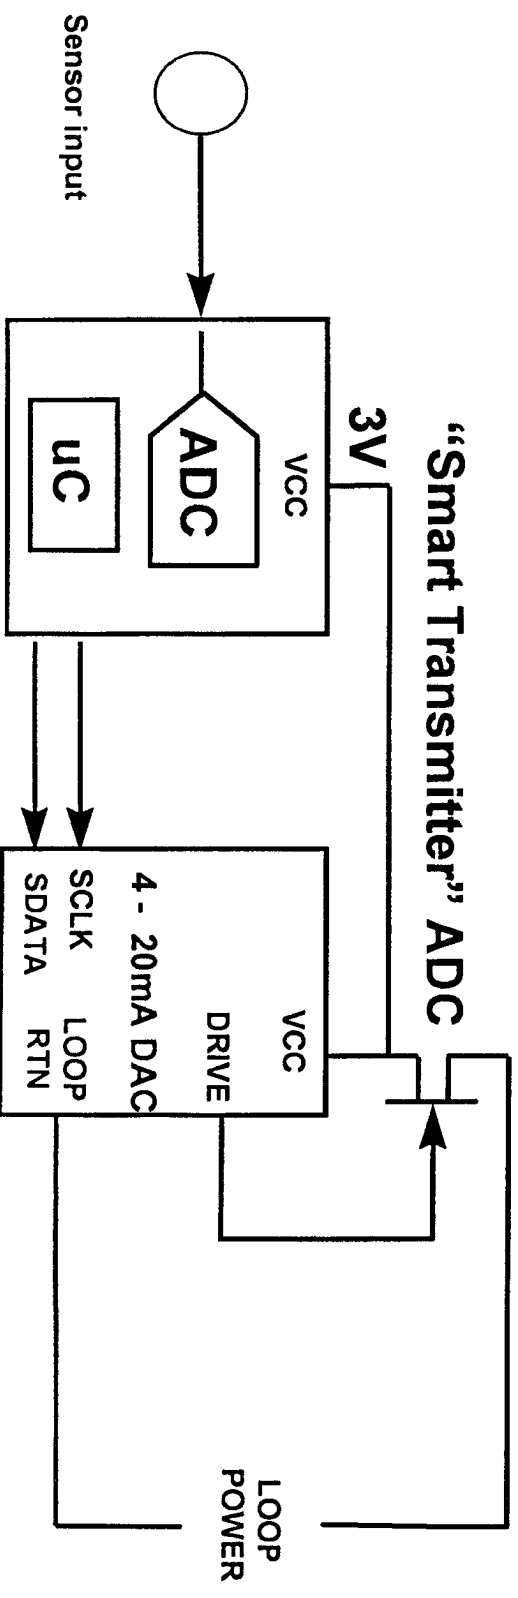 “Smart Transmitter” ADC
3V
Sensor input
VCC
ADC
uC
VCC
DRIVE
4 - 20mA DAC
SCLK
SDATA
LOOP
RTN
LOOP
POWER